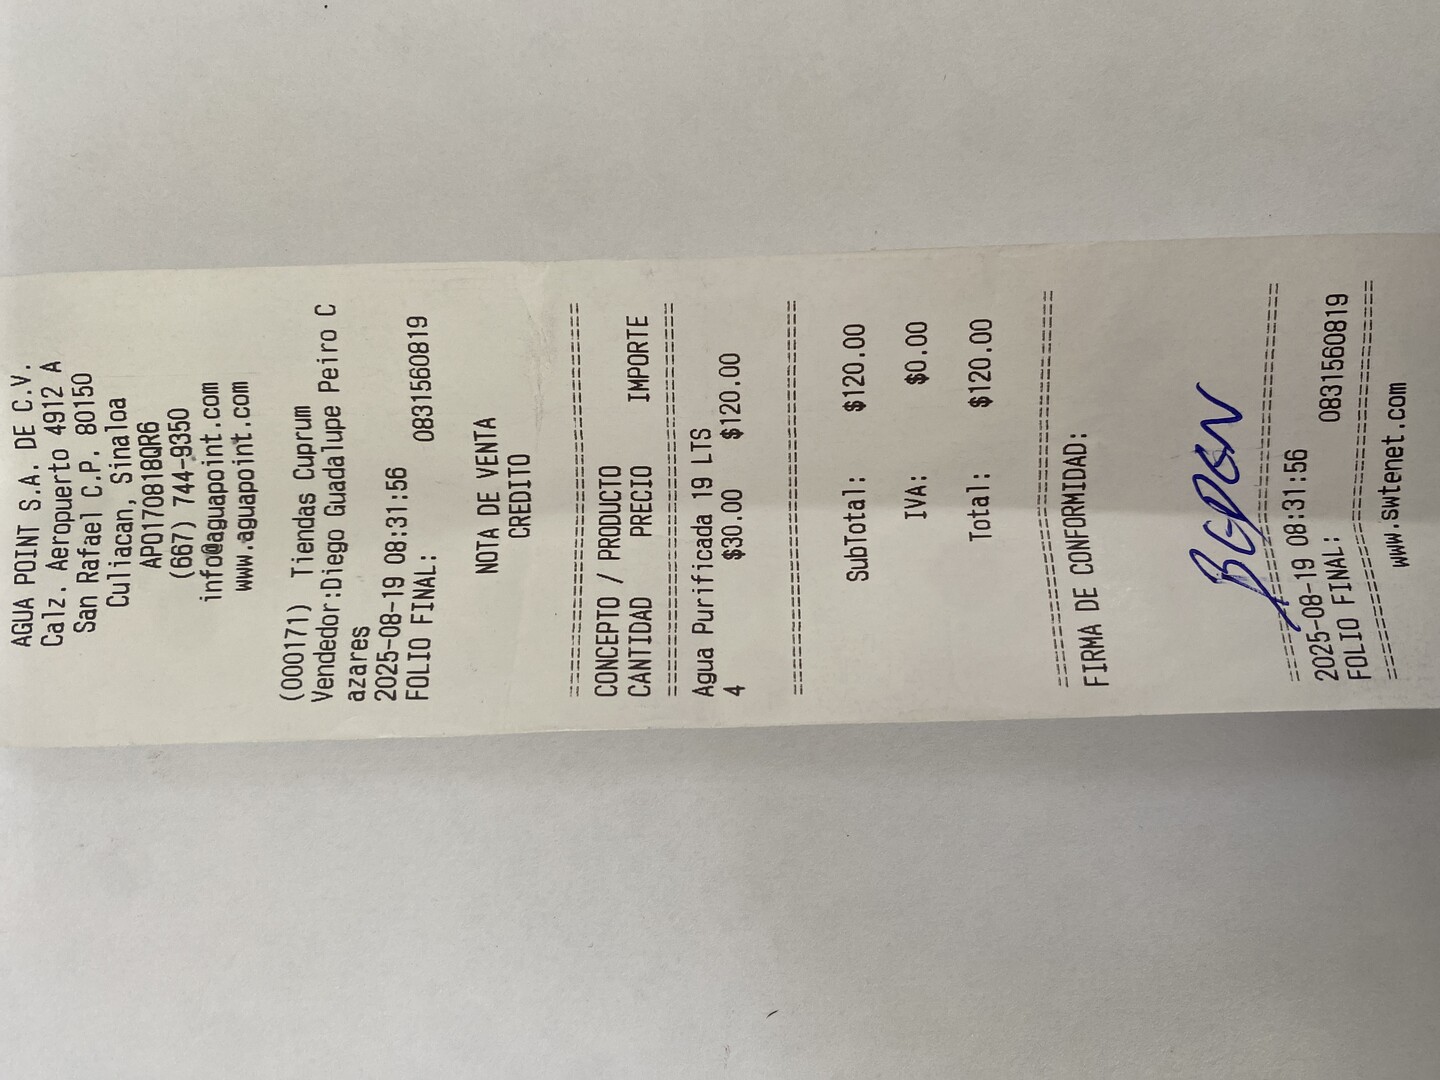 AGUA POINT S.A. DE C.V.
Calz. Aeropuerto 4912 A
San Rafael C.P. 80150
Culiacan, Sinaloa
APO170818QR6
(667) 744-9350
info@aguapoint.com
www.aguapoint.com
(000171) Tiendas Cuprum
Vendedor:Diego Guadalupe Peiro C
azares
2025-08-19 08:31:56
FOLIO FINAL: 0831560819
NOTA DE VENTA
CREDITO
================================
CONCEPTO / PRODUCTO
CANTIDAD PRECIO IMPORTE
================================
Agua Purificada 19 LTS
4 $30.00 $120.00
================================
SubTotal: $120.00
IVA: $0.00
Total: $120.00
================================
FIRMA DE CONFORMIDAD:
================================
2025-08-19 08:31:56
FOLIO FINAL: 0831560819
================================
www.swtenet.com